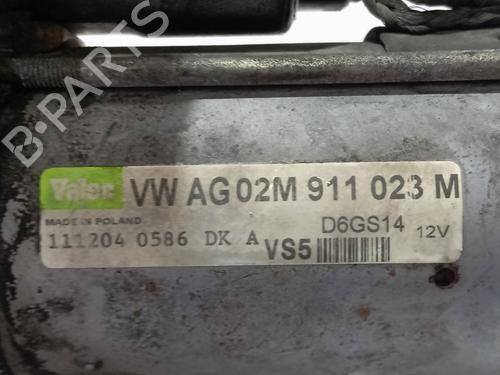 B-PARTS
Valeo
VW AG 02M 911 023 M
MADE IN POLAND
D6GS14 12V
111204 0586 DK A
VS5